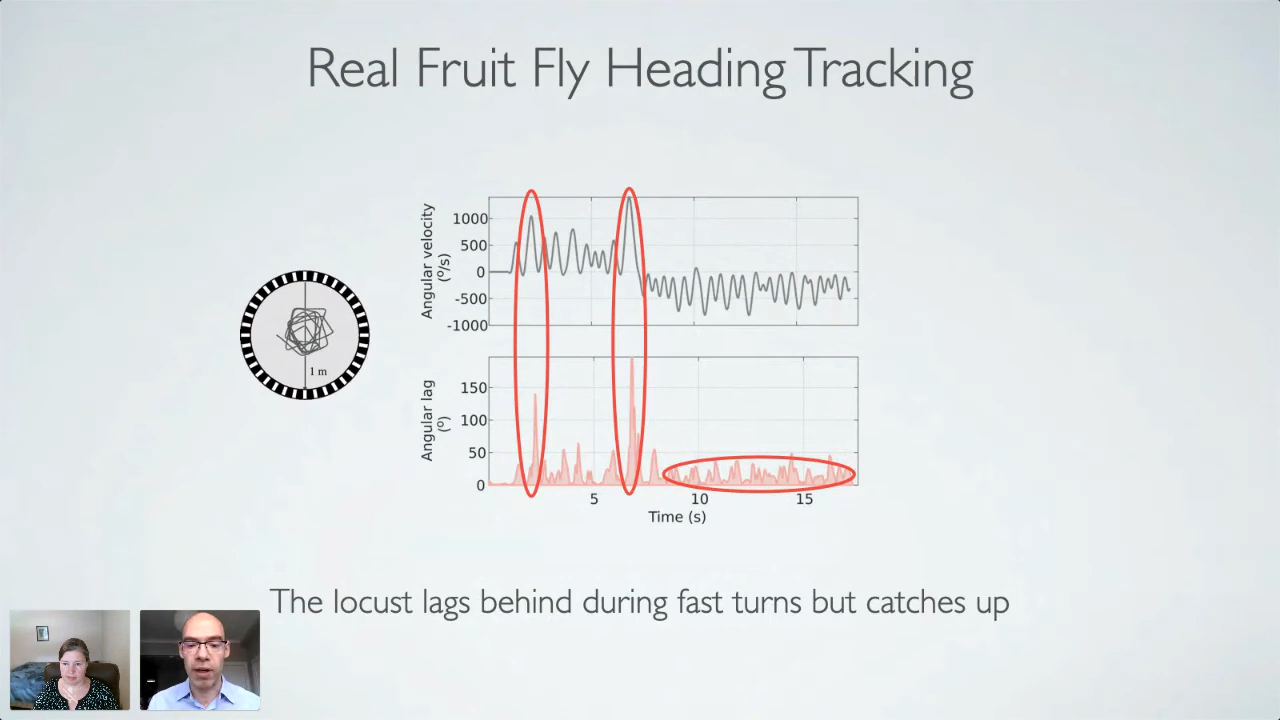 Real Fruit Fly Heading Tracking
1 m
Angular velocity
(º/s)
1000
500
0
-500
-1000
Angular lag
(º)
150
100
50
0
5 10 15
Time (s)
The locust lags behind during fast turns but catches up